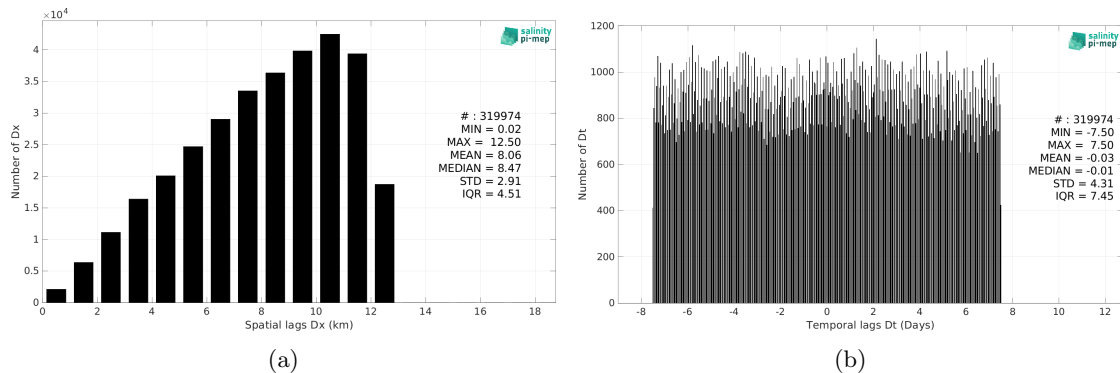 ×10⁴
4
3.5
3
2.5
2
1.5
1
0.5
0
Number of Dx
salinity
pi-mep
# : 319974
MIN = 0.02
MAX = 12.50
MEAN = 8.06
MEDIAN = 8.47
STD = 2.91
IQR = 4.51
0 2 4 6 8 10 12 14 16 18
Spatial lags Dx (km)
(a)
1200
1000
800
600
400
200
0
Number of Dt
salinity
pi-mep
# : 319974
MIN = -7.50
MAX = 7.50
MEAN = -0.03
MEDIAN = -0.01
STD = 4.31
IQR = 7.45
-8 -6 -4 -2 0 2 4 6 8 10 12
Temporal lags Dt (Days)
(b)